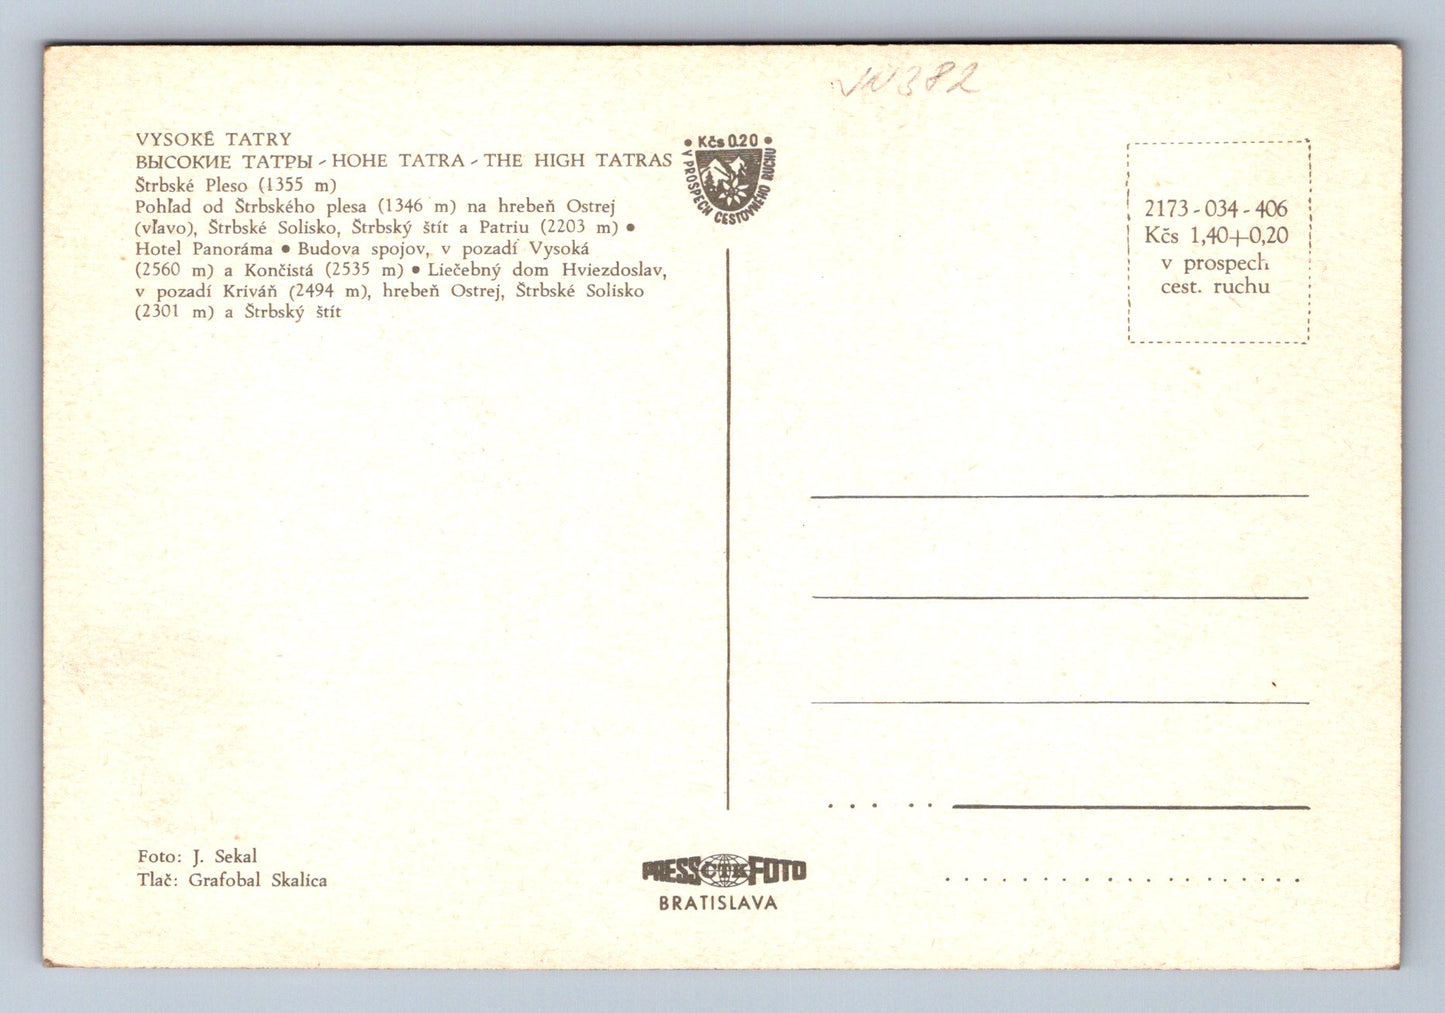 VN382
VYSOKÉ TATRY
ВЫСОКИЕ ТАТРЫ - HOHE TATRA - THE HIGH TATRAS
Štrbské Pleso (1355 m)
Pohľad od Štrbského plesa (1346 m) na hrebeň Ostrej
(vľavo), Štrbské Solisko, Štrbský štít a Patriu (2203 m) •
Hotel Panoráma • Budova spojov, v pozadí Vysoká
(2560 m) a Končistá (2535 m) • Liečebný dom Hviezdoslav,
v pozadí Kriváň (2494 m), hrebeň Ostrej, Štrbské Solisko
(2301 m) a Štrbský štít
• Kčs 0.20 •
V PROSPECH CESTOVNÉHO RUCHU
2173-034-406
Kčs 1,40+0,20
v prospech
cest. ruchu
Foto: J. Sekal
Tlač: Grafobal Skalica
PRESS ČTK FOTO
BRATISLAVA